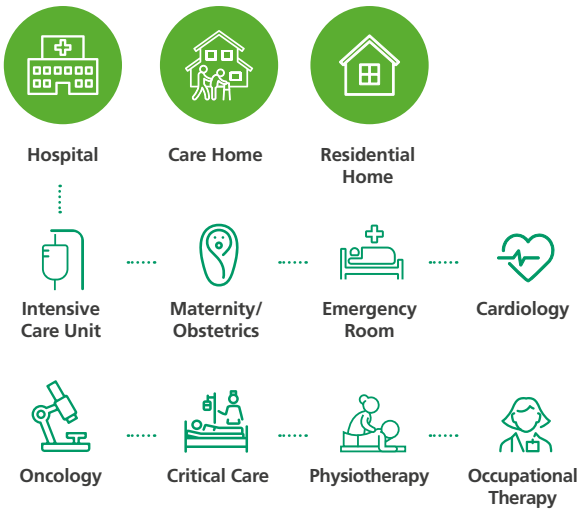 Hospital
Care Home
Residential
Home
Intensive
Care Unit
Maternity/
Obstetrics
Emergency
Room
Cardiology
Oncology
Critical Care
Physiotherapy
Occupational
Therapy